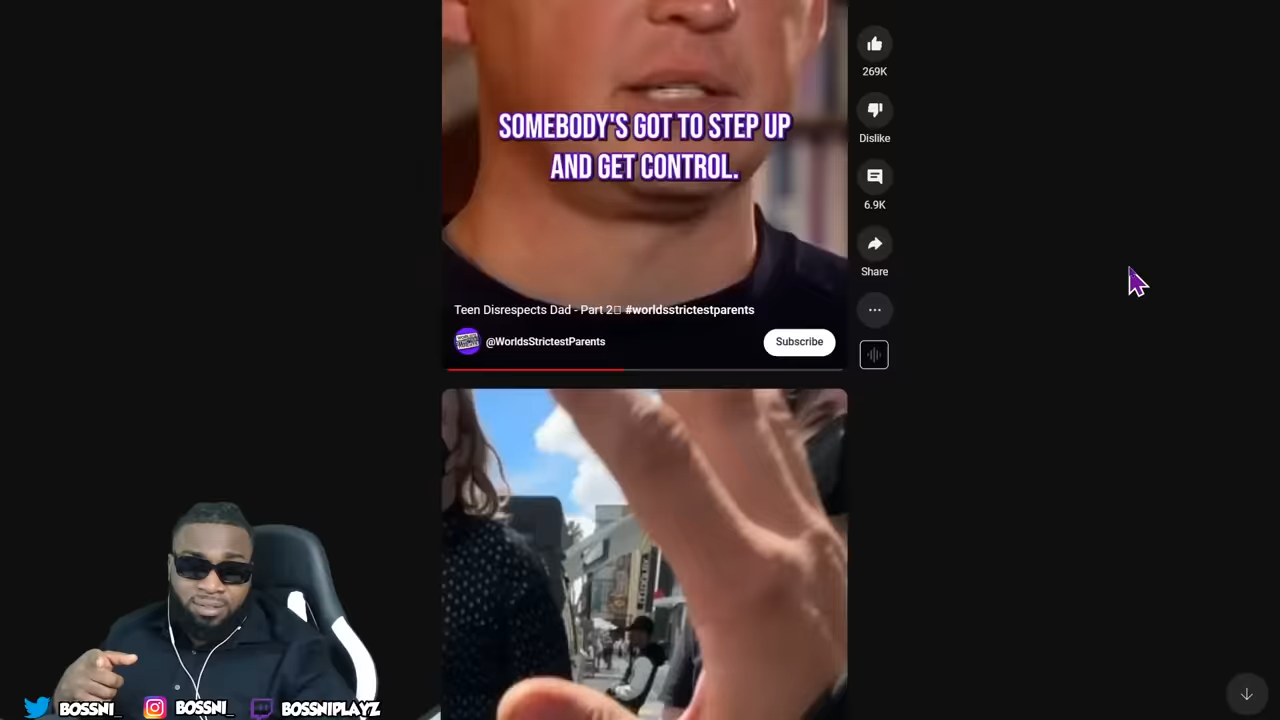 SOMEBODY'S GOT TO STEP UP
AND GET CONTROL.
269K
Dislike
6.9K
Share
Teen Disrespects Dad - Part 2 #worldsstrictestparents
@WorldsStrictestParents
Subscribe
BOSSNI_
BOSSNI_
BOSSNIPLAYZ